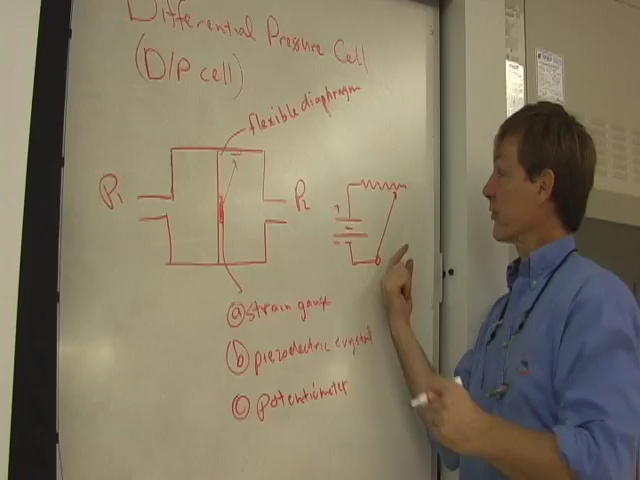 Differential Pressure Cell
(D/P cell)
flexible diaphragm
P1
P2
+
-
ⓐ strain gauge
ⓑ piezoelectric crystal
ⓒ potentiometer